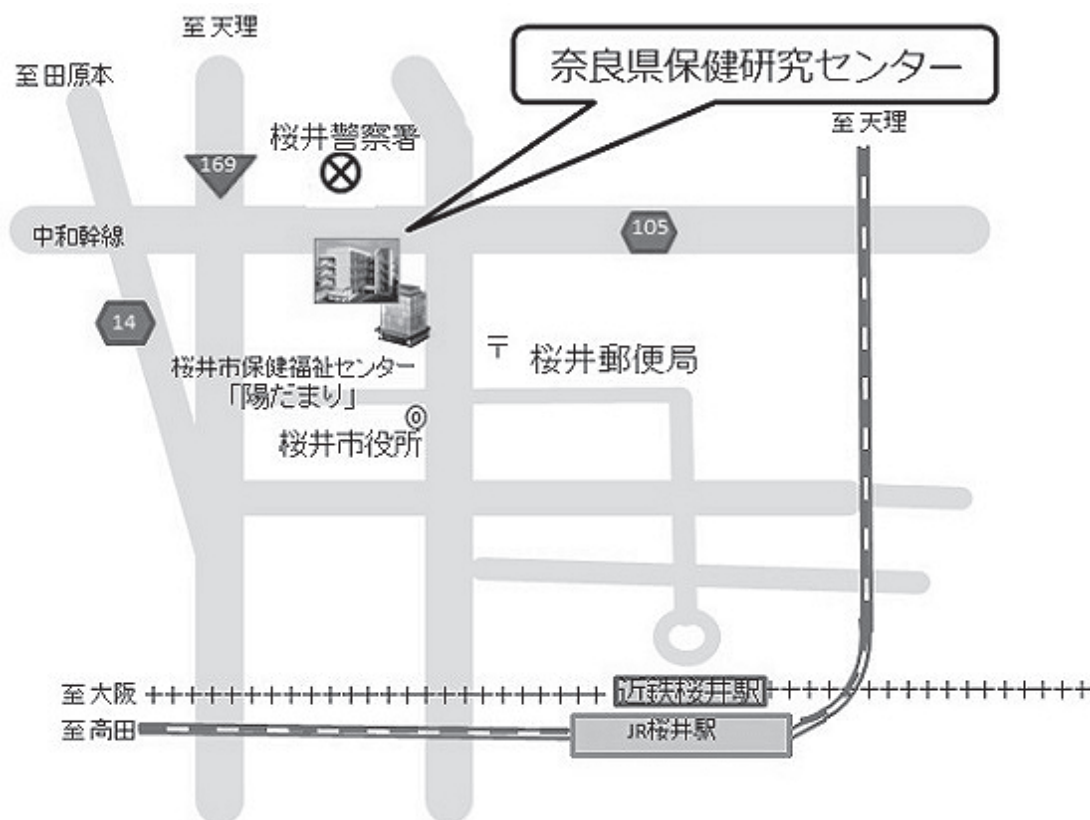 至天理
至田原本
奈良県保健研究センター
至天理
桜井警察署
169
中和幹線
105
14
桜井市保健福祉センター
「陽だまり」
〒 桜井郵便局
桜井市役所
至大阪
近鉄桜井駅
至高田
JR桜井駅